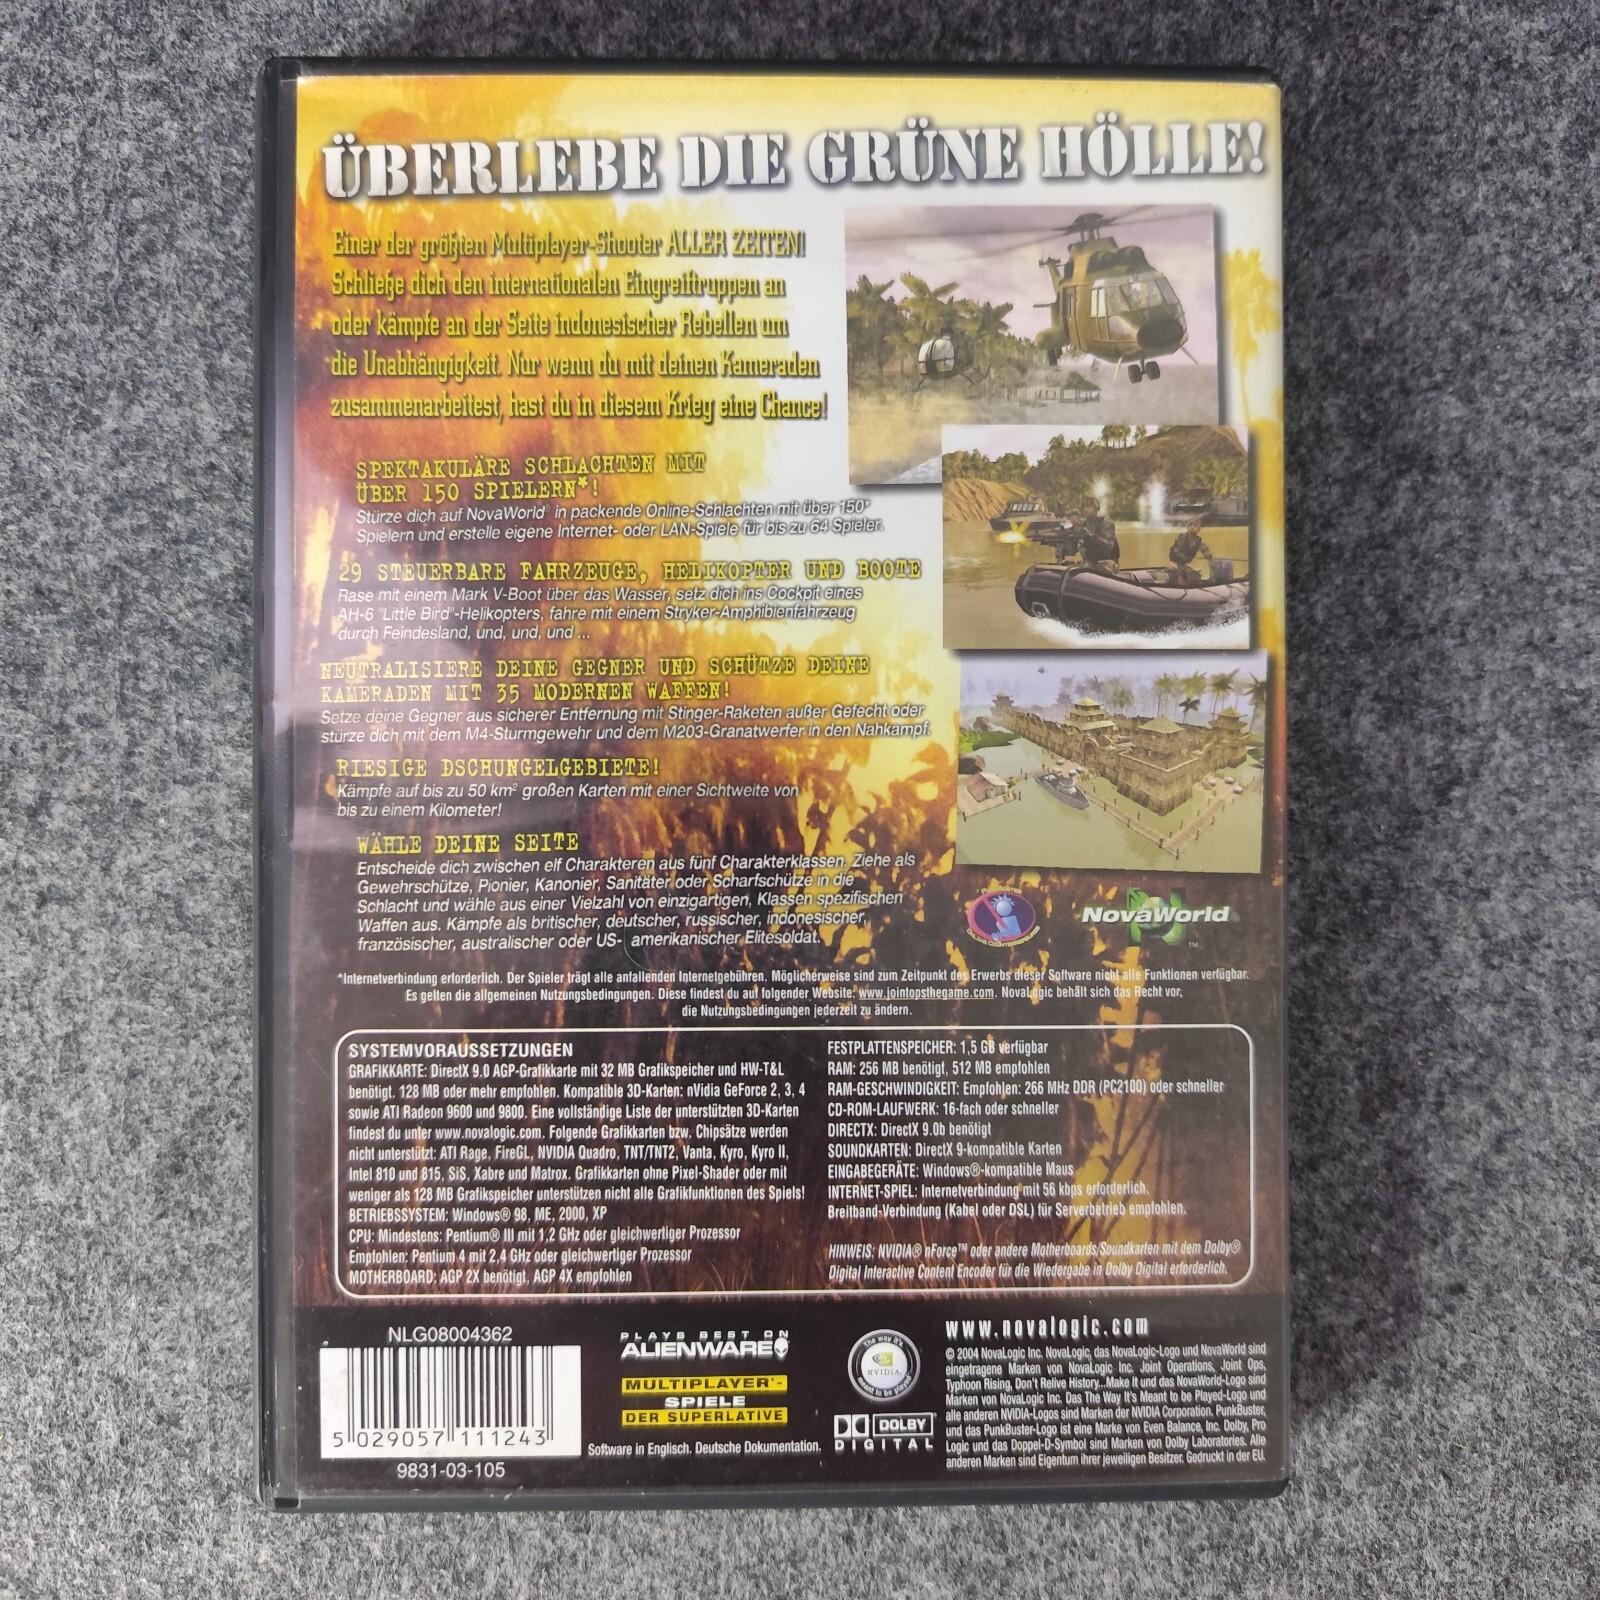 ÜBERLEBE DIE GRÜNE HÖLLE!
Einer der größten Multiplayer-Shooter ALLER ZEITEN!
Schließe dich den internationalen Eingreiftruppen an
oder kämpfe an der Seite indonesischer Rebellen um
die Unabhängigkeit. Nur wenn du mit deinen Kameraden
zusammenarbeitest, hast du in diesem Krieg eine Chance!
SPEKTAKULÄRE SCHLACHTEN MIT
ÜBER 150 SPIELERN*!
Stürze dich auf NovaWorld® in packende Online-Schlachten mit über 150*
Spielern und erstelle eigene Internet- oder LAN-Spiele für bis zu 64 Spieler.
29 STEUERBARE FAHRZEUGE, HELIKOPTER UND BOOTE
Rase mit einem Mark V-Boot über das Wasser, setz dich ins Cockpit eines
AH-6 "Little Bird"-Helikopters, fahre mit einem Stryker-Amphibienfahrzeug
durch Feindesland, und, und, und ...
NEUTRALISIERE DEINE GEGNER UND SCHÜTZE DEINE
KAMERADEN MIT 35 MODERNEN WAFFEN!
Setze deine Gegner aus sicherer Entfernung mit Stinger-Raketen außer Gefecht oder
stürze dich mit dem M4-Sturmgewehr und dem M203-Granatwerfer in den Nahkampf.
RIESIGE DSCHUNGELGEBIETE!
Kämpfe auf bis zu 50 km² großen Karten mit einer Sichtweite von
bis zu einem Kilometer!
WÄHLE DEINE SEITE
Entscheide dich zwischen elf Charakteren aus fünf Charakterklassen. Ziehe als
Gewehrschütze, Pionier, Kanonier, Sanitäter oder Scharfschütze in die
Schlacht und wähle aus einer Vielzahl von einzigartigen, Klassen spezifischen
Waffen aus. Kämpfe als britischer, deutscher, russischer, indonesischer,
französischer, australischer oder US- amerikanischer Elitesoldat.
NovaWorld
™
*Internetverbindung erforderlich. Der Spieler trägt alle anfallenden Internetgebühren. Möglicherweise sind zum Zeitpunkt des Erwerbs dieser Software nicht alle Funktionen verfügbar.
Es gelten die allgemeinen Nutzungsbedingungen. Diese findest du auf folgender Website: www.jointopsthegame.com. NovaLogic behält sich das Recht vor,
die Nutzungsbedingungen jederzeit zu ändern.
SYSTEMVORAUSSETZUNGEN
GRAFIKKARTE: DirectX 9.0 AGP-Grafikkarte mit 32 MB Grafikspeicher und HW-T&L
benötigt. 128 MB oder mehr empfohlen. Kompatible 3D-Karten: nVidia GeForce 2, 3, 4
sowie ATI Radeon 9600 und 9800. Eine vollständige Liste der unterstützten 3D-Karten
findest du unter www.novalogic.com. Folgende Grafikkarten bzw. Chipsätze werden
nicht unterstützt: ATI Rage, FireGL, NVIDIA Quadro, TNT/TNT2, Vanta, Kyro, Kyro II,
Intel 810 und 815, SiS, Xabre und Matrox. Grafikkarten ohne Pixel-Shader oder mit
weniger als 128 MB Grafikspeicher unterstützen nicht alle Grafikfunktionen des Spiels!
BETRIEBSSYSTEM: Windows® 98, ME, 2000, XP
CPU: Mindestens: Pentium® III mit 1,2 GHz oder gleichwertiger Prozessor
Empfohlen: Pentium 4 mit 2,4 GHz oder gleichwertiger Prozessor
MOTHERBOARD: AGP 2X benötigt, AGP 4X empfohlen
FESTPLATTENSPEICHER: 1,5 GB verfügbar
RAM: 256 MB benötigt, 512 MB empfohlen
RAM-GESCHWINDIGKEIT: Empfohlen: 266 MHz DDR (PC2100) oder schneller
CD-ROM-LAUFWERK: 16-fach oder schneller
DIRECTX: DirectX 9.0b benötigt
SOUNDKARTEN: DirectX 9-kompatible Karten
EINGABEGERÄTE: Windows®-kompatible Maus
INTERNET-SPIEL: Internetverbindung mit 56 kbps erforderlich.
Breitband-Verbindung (Kabel oder DSL) für Serverbetrieb empfohlen.
HINWEIS: NVIDIA® nForce™ oder andere Motherboards/Soundkarten mit dem Dolby®
Digital Interactive Content Encoder für die Wiedergabe in Dolby Digital erforderlich.
NLG08004362
5 029057 111243
9831-03-105
PLAYS BEST ON
ALIENWARE
MULTIPLAYER-
SPIELE
DER SUPERLATIVE
Software in Englisch. Deutsche Dokumentation.
The way it's
NVIDIA.
meant to be played
DOLBY
DIGITAL
www.novalogic.com
© 2004 NovaLogic Inc. NovaLogic, das NovaLogic-Logo und NovaWorld sind
eingetragene Marken von NovaLogic Inc. Joint Operations, Joint Ops,
Typhoon Rising, Don't Relive History...Make It und das NovaWorld-Logo sind
Marken von NovaLogic Inc. Das The Way It's Meant to be Played-Logo und
alle anderen NVIDIA-Logos sind Marken der NVIDIA Corporation. PunkBuster,
und das PunkBuster-Logo ist eine Marke von Even Balance, Inc. Dolby, Pro
Logic und das Doppel-D-Symbol sind Marken von Dolby Laboratories. Alle
anderen Marken sind Eigentum ihrer jeweiligen Besitzer. Gedruckt in der EU.